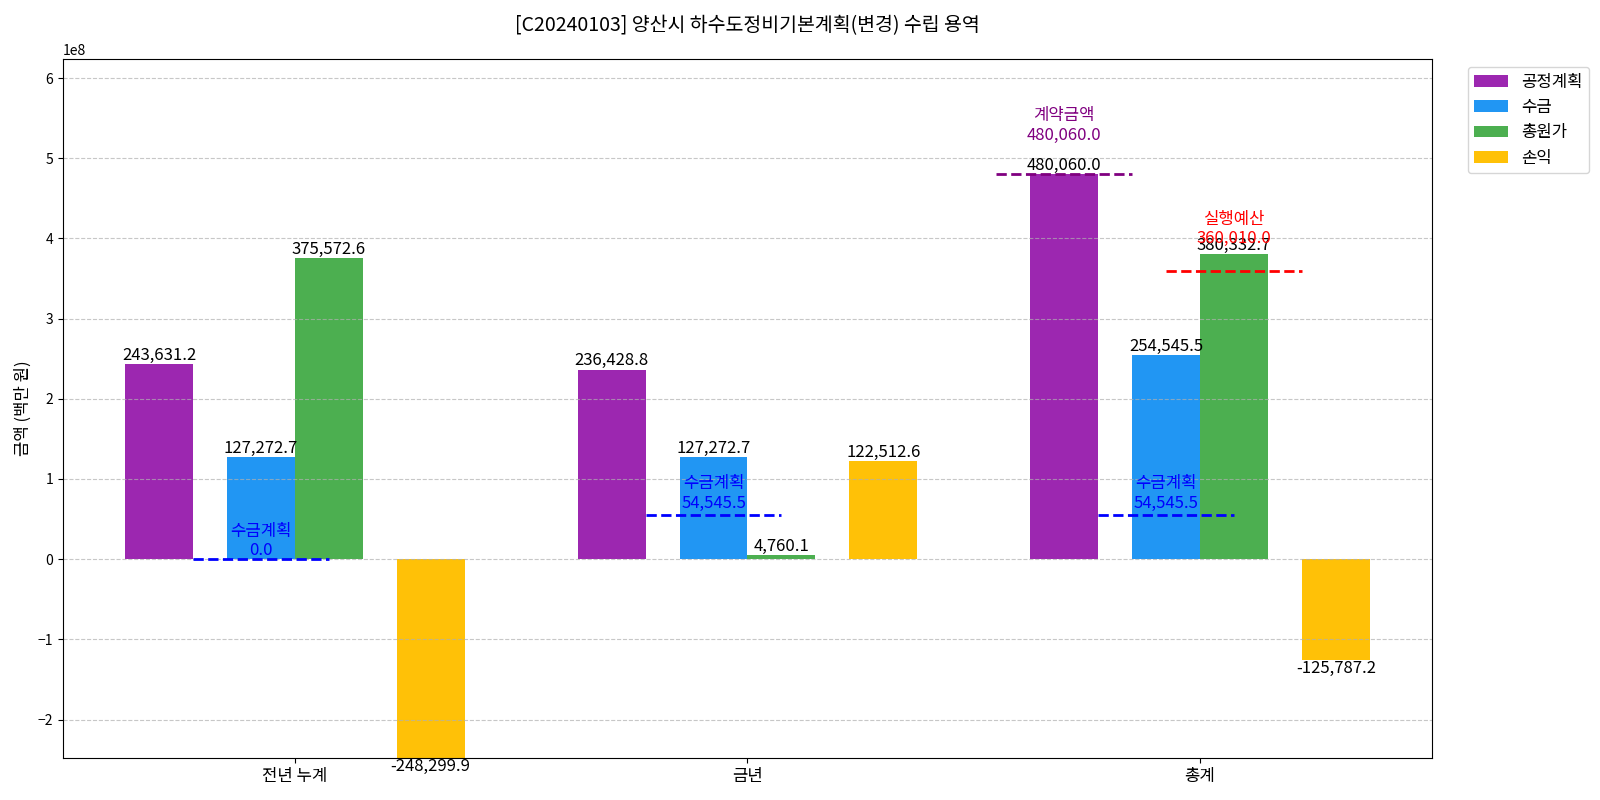 [C20240103] 양산시 하수도정비기본계획(변경) 수립 용역
1e8
금액 (백만 원)
6
5
4
3
2
1
0
−1
−2
243,631.2
127,272.7
수금계획
0.0
375,572.6
-248,299.9
236,428.8
127,272.7
수금계획
54,545.5
4,760.1
122,512.6
계약금액
480,060.0
480,060.0
254,545.5
수금계획
54,545.5
실행예산
360,010.0
380,332.7
-125,787.2
전년 누계
금년
총계
공정계획
수금
총원가
손익